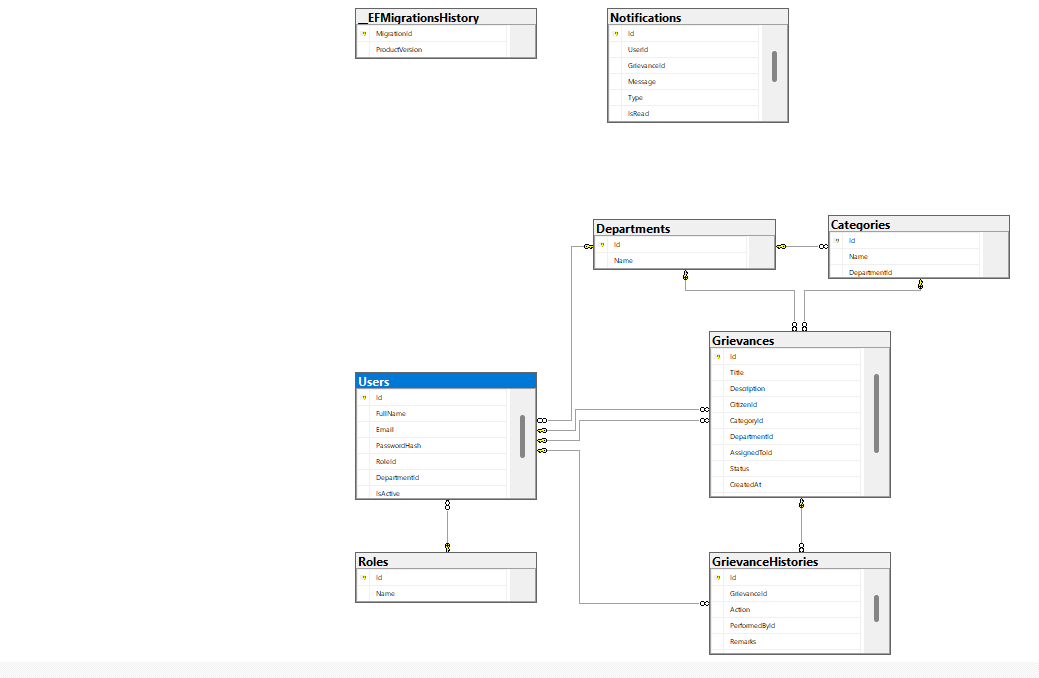 __EFMigrationsHistory
MigrationId
ProductVersion
Notifications
Id
UserId
GrievanceId
Message
Type
IsRead
Departments
Id
Name
Categories
Id
Name
DepartmentId
Grievances
Id
Title
Description
CitizenId
CategoryId
DepartmentId
AssignedToId
Status
CreatedAt
Users
Id
FullName
Email
PasswordHash
RoleId
DepartmentId
IsActive
Roles
Id
Name
GrievanceHistories
Id
GrievanceId
Action
PerformedById
Remarks